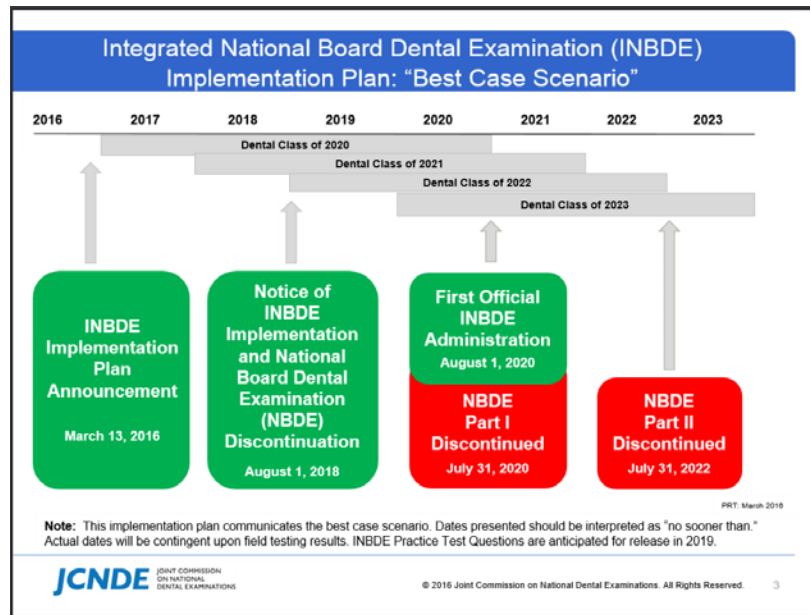 Integrated National Board Dental Examination (INBDE)
Implementation Plan: “Best Case Scenario”
2016 2017 2018 2019 2020 2021 2022 2023
Dental Class of 2020
Dental Class of 2021
Dental Class of 2022
Dental Class of 2023
INBDE
Implementation
Plan
Announcement
March 13, 2016
Notice of
INBDE
Implementation
and National
Board Dental
Examination
(NBDE)
Discontinuation
August 1, 2018
First Official
INBDE
Administration
August 1, 2020
NBDE
Part I
Discontinued
July 31, 2020
NBDE
Part II
Discontinued
July 31, 2022
PRT: March 2016
Note: This implementation plan communicates the best case scenario. Dates presented should be interpreted as “no sooner than.”
Actual dates will be contingent upon field testing results. INBDE Practice Test Questions are anticipated for release in 2019.
JCNDE
JOINT COMMISSION
ON NATIONAL
DENTAL EXAMINATIONS
© 2016 Joint Commission on National Dental Examinations. All Rights Reserved.
3